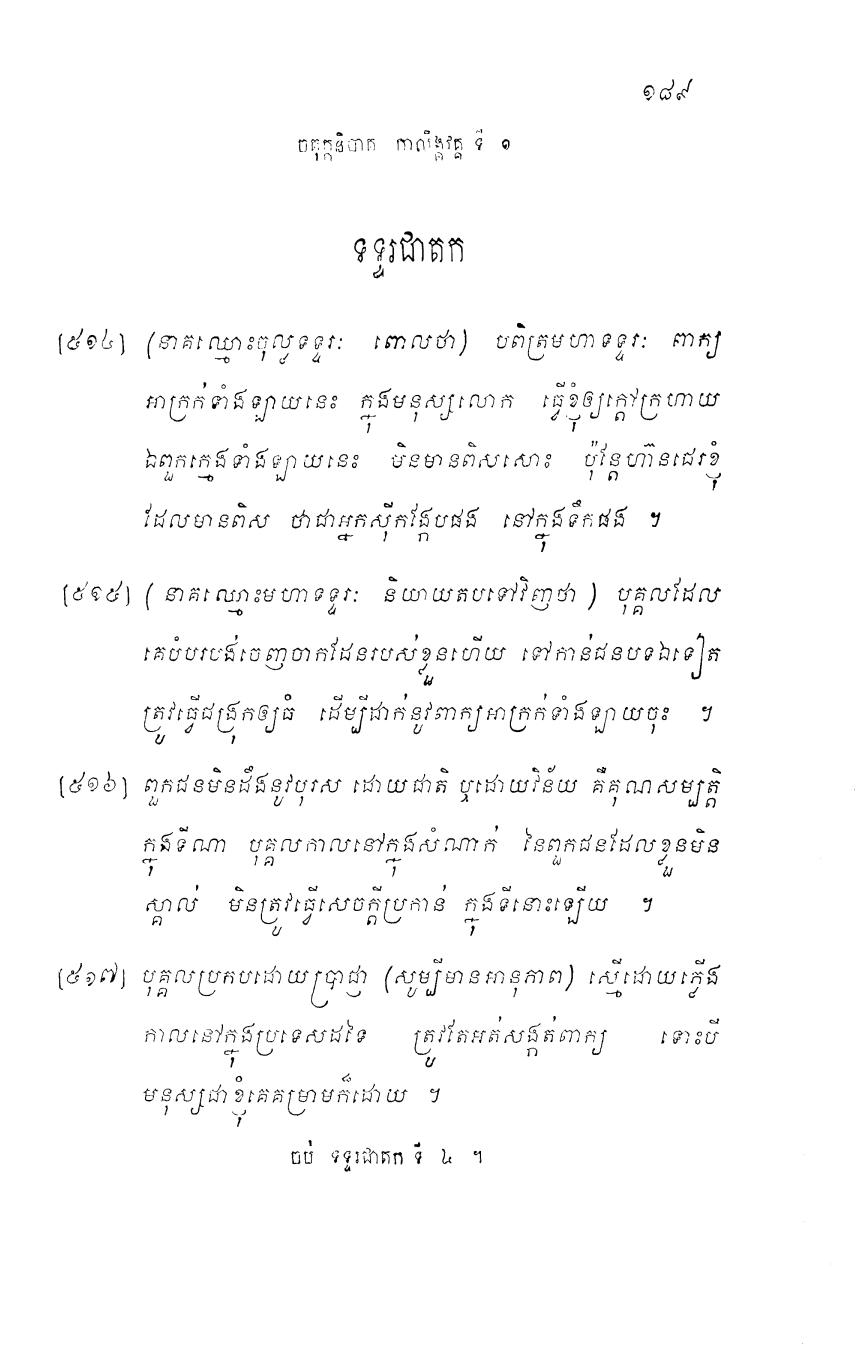 ១៨៩
ចតុក្កនិបាត កាលិង្គវគ្គ ទី ១
ទទ្ទរជាតក
[៥១៤] (នាគឈ្មោះចុល្លទទ្ទរៈ ពោលថា) បពិត្រមហាទទ្ទរៈ ពាក្យ
អាក្រក់ទាំងឡាយនេះ ក្នុងមនុស្សលោក ធ្វើខ្ញុំឲ្យក្តៅក្រហាយ
ឯពួកក្មេងទាំងឡាយនេះ មិនមានពិសសោះ ប៉ុន្តែហ៊ានជេរខ្ញុំ
ដែលមានពិស ថាជាអ្នកស៊ីកង្កែបផង នៅក្នុងទឹកផង ។
[៥១៥] (នាគឈ្មោះមហាទទ្ទរៈ និយាយតបទៅវិញថា) បុគ្គលដែល
គេបំបរបង់ចេញចាកដែនរបស់ខ្លួនហើយ ទៅកាន់ជនបទឯទៀត
ត្រូវធ្វើជង្រុកឲ្យធំ ដើម្បីដាក់នូវពាក្យអាក្រក់ទាំងឡាយចុះ ។
[៥១៦] ពួកជនមិនដឹងនូវបុរស ដោយជាតិ ឬដោយវិន័យ គឺគុណសម្បត្តិ
ក្នុងទីណា បុគ្គលកាលនៅក្នុងសំណាក់ នៃពួកជនដែលខ្លួនមិន
ស្គាល់ មិនត្រូវធ្វើសេចក្តីប្រកាន់ ក្នុងទីនោះឡើយ ។
[៥១៧] បុគ្គលប្រកបដោយប្រាជ្ញា (សូម្បីមានអានុភាព) ស្មើដោយភ្លើង
កាលនៅក្នុងប្រទេសដទៃ ត្រូវតែអត់សង្កត់ពាក្យ ទោះបី
មនុស្សជាខ្ញុំគេគម្រាមក៏ដោយ ។
ចប់ ទទ្ទរជាតក ទី ៤ ។